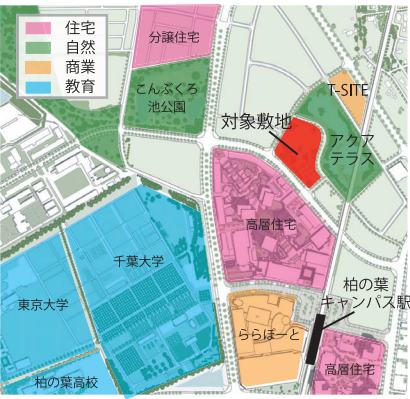 住宅
自然
商業
教育
分譲住宅
こんぶくろ
池公園
T-SITE
対象敷地
アクア
テラス
高層住宅
千葉大学
東京大学
柏の葉
キャンパス駅
ららぽーと
高層住宅
柏の葉高校